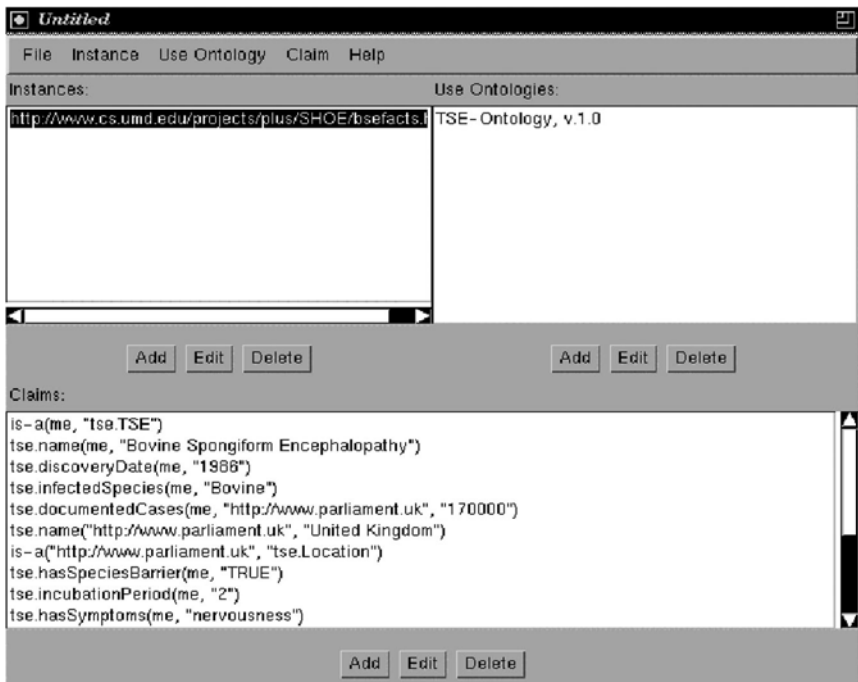 Untitled
File Instance Use Ontology Claim Help
Instances:
Use Ontologies:
http://www.cs.umd.edu/projects/plus/SHOE/bsefacts.h
TSE-Ontology, v.1.0
Add Edit Delete
Add Edit Delete
Claims:
is-a(me, "tse.TSE")
tse.name(me, "Bovine Spongiform Encephalopathy")
tse.discoveryDate(me, "1986")
tse.infectedSpecies(me, "Bovine")
tse.documentedCases(me, "http://www.parliament.uk", "170000")
tse.name("http://www.parliament.uk", "United Kingdom")
is-a("http://www.parliament.uk", "tse.Location")
tse.hasSpeciesBarrier(me, "TRUE")
tse.incubationPeriod(me, "2")
tse.hasSymptoms(me, "nervousness")
Add Edit Delete